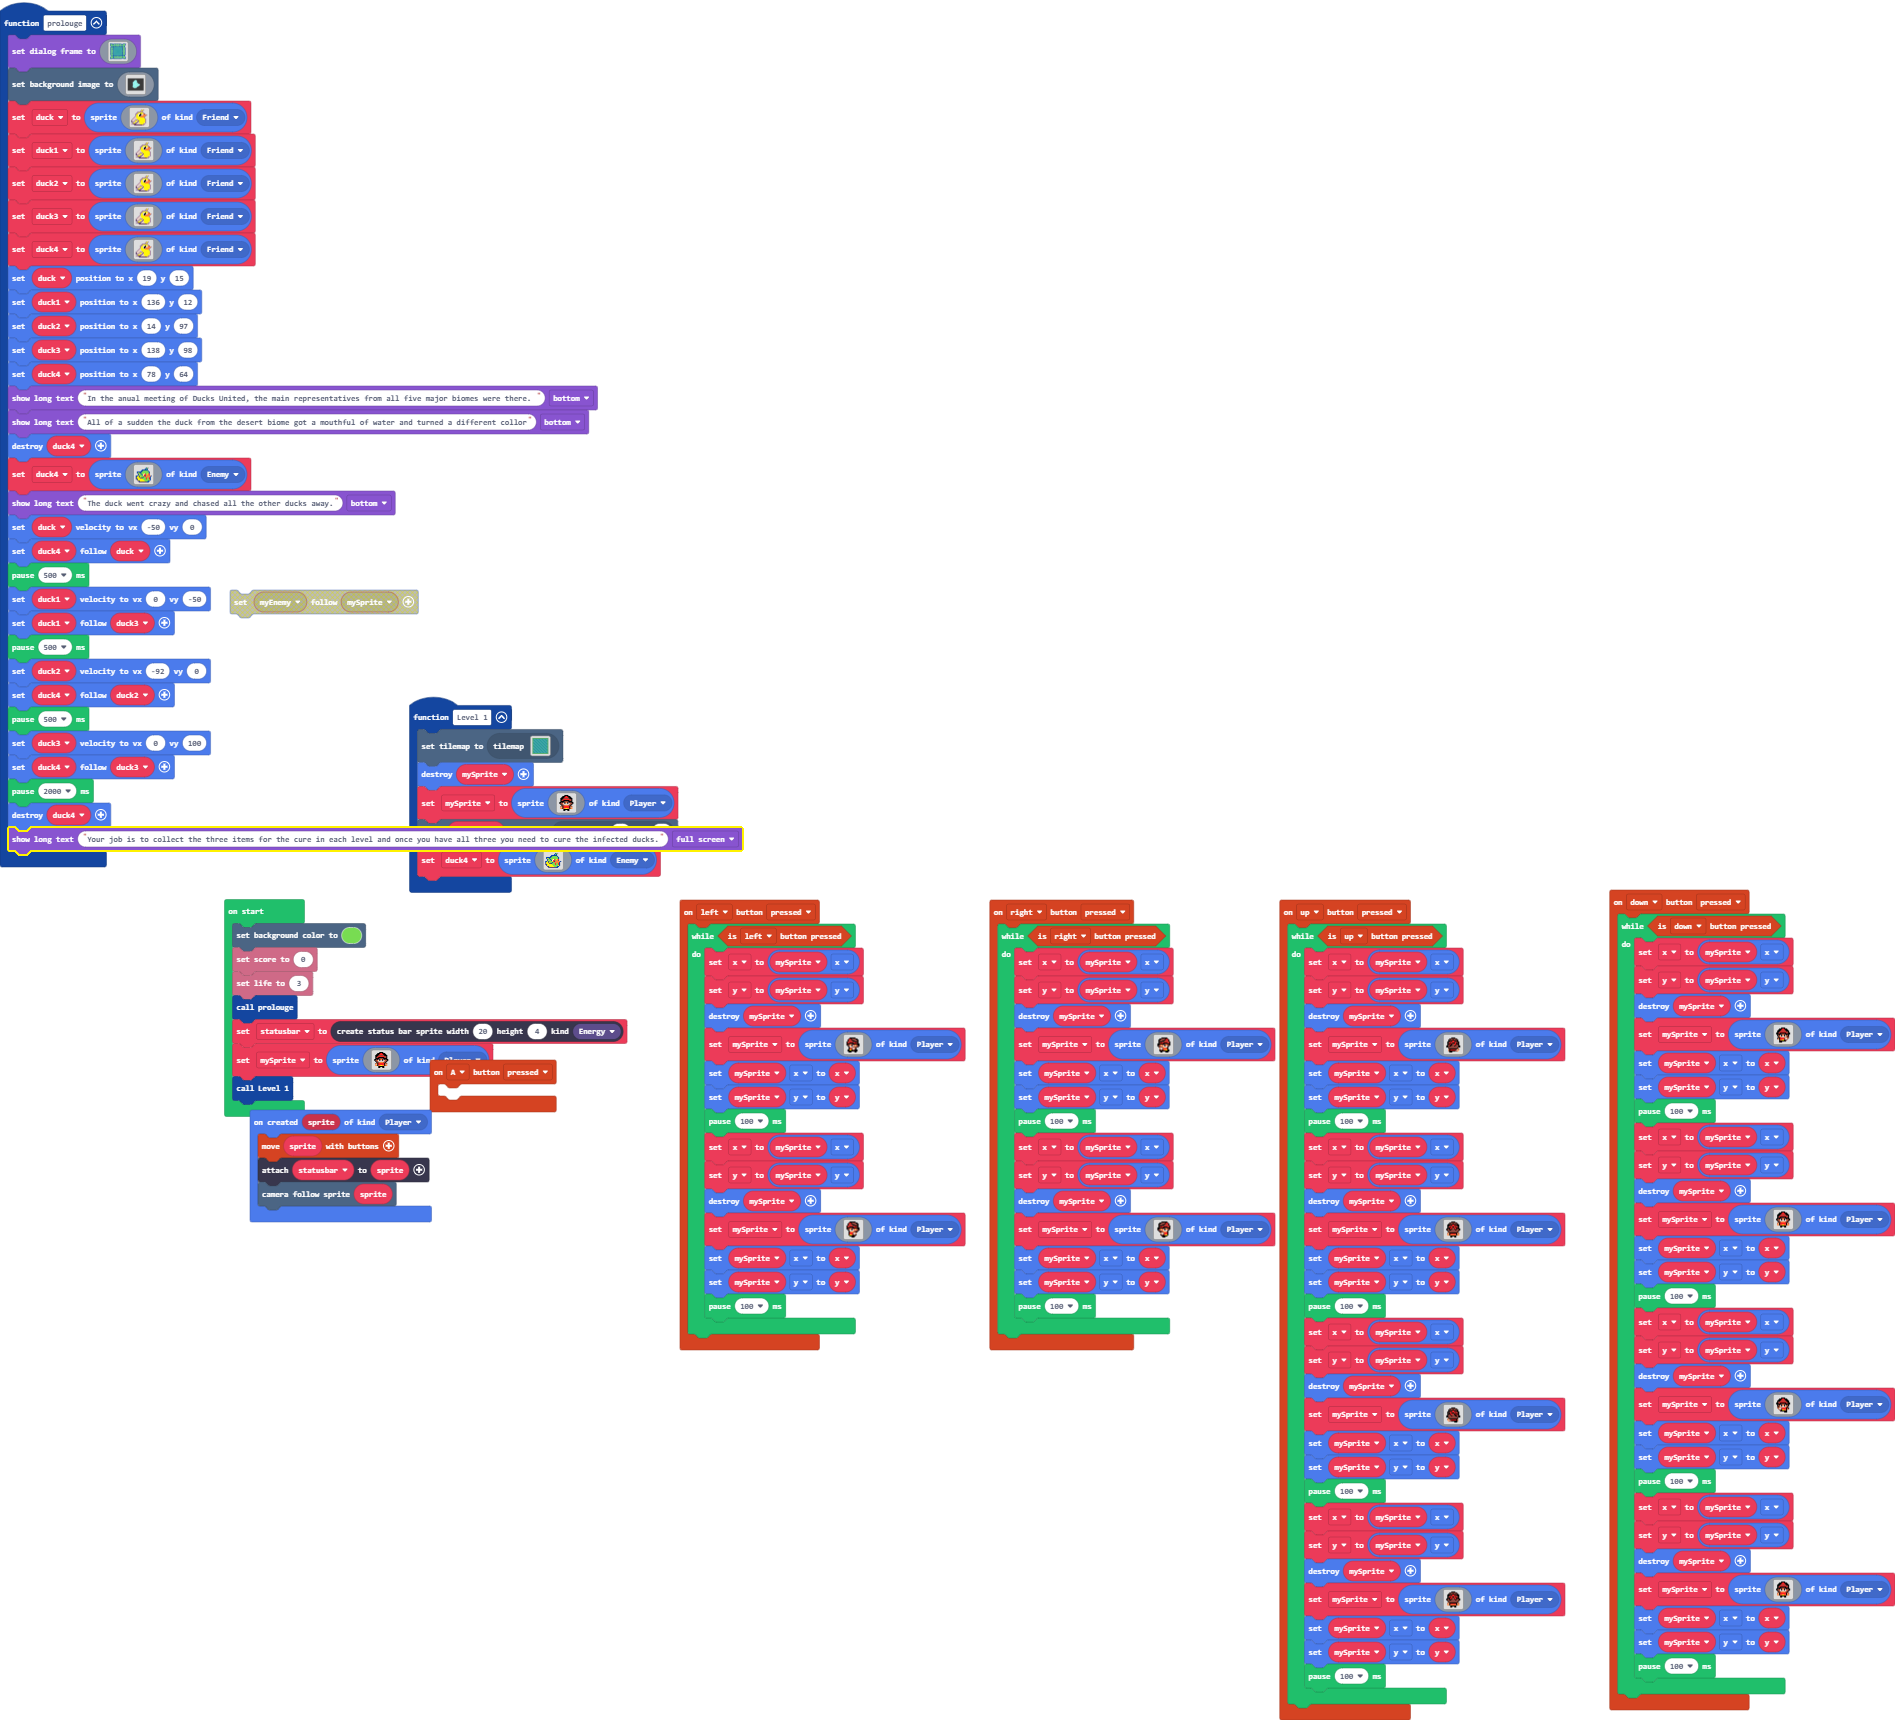 function prolouge
set dialog frame to
set background image to
set duck to sprite of kind Friend
set duck1 to sprite of kind Friend
set duck2 to sprite of kind Friend
set duck3 to sprite of kind Friend
set duck4 to sprite of kind Friend
set duck position to x 19 y 15
set duck1 position to x 136 y 12
set duck2 position to x 14 y 97
set duck3 position to x 138 y 98
set duck4 position to x 78 y 64
show long text "In the anual meeting of Ducks United, the main representatives from all five major biomes were there. " bottom
show long text "All of a sudden the duck from the desert biome got a mouthful of water and turned a different collor" bottom
destroy duck4
set duck4 to sprite of kind Enemy
show long text "The duck went crazy and chased all the other ducks away." bottom
set duck velocity to vx -50 vy 0
set duck4 follow duck
pause 500 ms
set duck1 velocity to vx 0 vy -50
set duck1 follow duck3
pause 500 ms
set duck2 velocity to vx -92 vy 0
set duck4 follow duck2
pause 500 ms
set duck3 velocity to vx 0 vy 100
set duck4 follow duck3
pause 2000 ms
destroy duck4
show long text "Your job is to collect the three items for the cure in each level and once you have all three you need to cure the infected ducks." full screen
set myEnemy follow mySprite
function Level 1
set tilemap to tilemap
destroy mySprite
set mySprite to sprite of kind Player
set duck4 to sprite of kind Enemy
on start
set background color to
set score to 0
set life to 3
call prolouge
set statusbar to create status bar sprite width 20 height 4 kind Energy
set mySprite to sprite of kind
call Level 1
on A button pressed
on created sprite of kind Player
move sprite with buttons
attach statusbar to sprite
camera follow sprite sprite
on left button pressed
while is left button pressed
do
set x to mySprite x
set y to mySprite y
destroy mySprite
set mySprite to sprite of kind Player
set mySprite x to x
set mySprite y to y
pause 100 ms
set x to mySprite x
set y to mySprite y
destroy mySprite
set mySprite to sprite of kind Player
set mySprite x to x
set mySprite y to y
pause 100 ms
on right button pressed
while is right button pressed
do
set x to mySprite x
set y to mySprite y
destroy mySprite
set mySprite to sprite of kind Player
set mySprite x to x
set mySprite y to y
pause 100 ms
set x to mySprite x
set y to mySprite y
destroy mySprite
set mySprite to sprite of kind Player
set mySprite x to x
set mySprite y to y
pause 100 ms
on up button pressed
while is up button pressed
do
set x to mySprite x
set y to mySprite y
destroy mySprite
set mySprite to sprite of kind Player
set mySprite x to x
set mySprite y to y
pause 100 ms
set x to mySprite x
set y to mySprite y
destroy mySprite
set mySprite to sprite of kind Player
set mySprite x to x
set mySprite y to y
pause 100 ms
set x to mySprite x
set y to mySprite y
destroy mySprite
set mySprite to sprite of kind Player
set mySprite x to x
set mySprite y to y
pause 100 ms
set x to mySprite x
set y to mySprite y
destroy mySprite
set mySprite to sprite of kind Player
set mySprite x to x
set mySprite y to y
pause 100 ms
on down button pressed
while is down button pressed
do
set x to mySprite x
set y to mySprite y
destroy mySprite
set mySprite to sprite of kind Player
set mySprite x to x
set mySprite y to y
pause 100 ms
set x to mySprite x
set y to mySprite y
destroy mySprite
set mySprite to sprite of kind Player
set mySprite x to x
set mySprite y to y
pause 100 ms
set x to mySprite x
set y to mySprite y
destroy mySprite
set mySprite to sprite of kind Player
set mySprite x to x
set mySprite y to y
pause 100 ms
set x to mySprite x
set y to mySprite y
destroy mySprite
set mySprite to sprite of kind Player
set mySprite x to x
set mySprite y to y
pause 100 ms